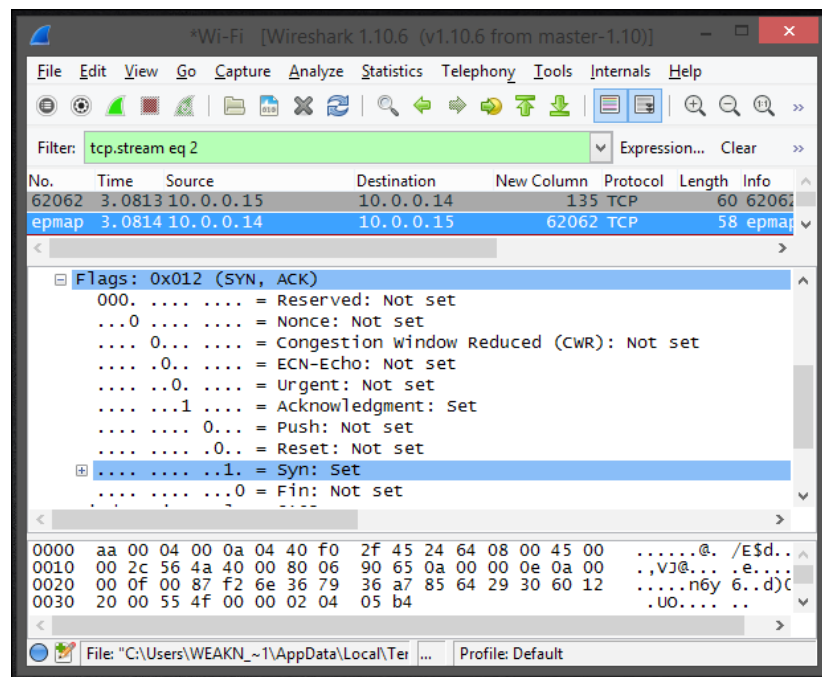 *Wi-Fi [Wireshark 1.10.6 (v1.10.6 from master-1.10)]
File Edit View Go Capture Analyze Statistics Telephony Tools Internals Help
Filter: tcp.stream eq 2 Expression... Clear
No. Time Source Destination New Column Protocol Length Info
62062 3.0813 10.0.0.15 10.0.0.14 135 TCP 60 62062
epmap 3.0814 10.0.0.14 10.0.0.15 62062 TCP 58 epmap
Flags: 0x012 (SYN, ACK)
000. .... .... = Reserved: Not set
...0 .... .... = Nonce: Not set
.... 0... .... = Congestion Window Reduced (CWR): Not set
.... .0.. .... = ECN-Echo: Not set
.... ..0. .... = Urgent: Not set
.... ...1 .... = Acknowledgment: Set
.... .... 0... = Push: Not set
.... .... .0.. = Reset: Not set
.... .... ..1. = Syn: Set
.... .... ...0 = Fin: Not set
0000 aa 00 04 00 0a 04 40 f0 2f 45 24 64 08 00 45 00 ......@. /E$d..
0010 00 2c 56 4a 40 00 80 06 90 65 0a 00 00 0e 0a 00 .,VJ@... .e....
0020 00 0f 00 87 f2 6e 36 79 36 a7 85 64 29 30 60 12 .....n6y 6..d)
0030 20 00 55 4f 00 00 02 04 05 b4 .UO.... ..
File: "C:\Users\WEAKN_~1\AppData\Local\Ter ... Profile: Default